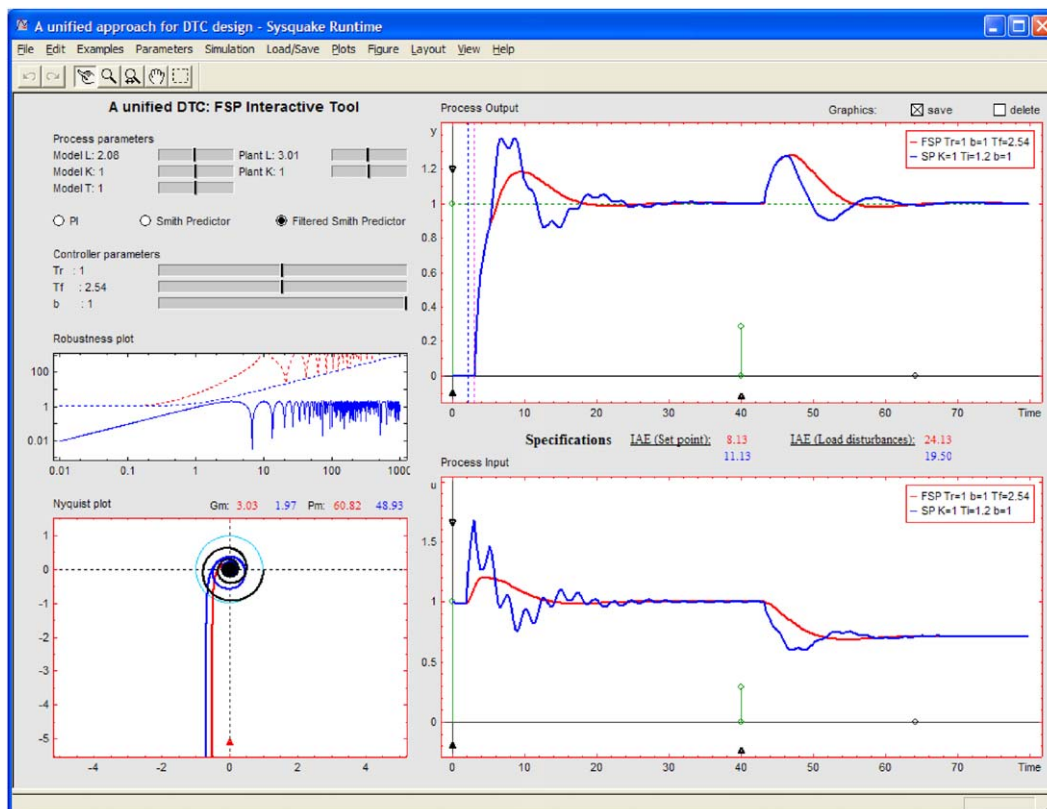 A unified approach for DTC design - Sysquake Runtime
File Edit Examples Parameters Simulation Load/Save Plots Figure Layout View Help
A unified DTC: FSP Interactive Tool
Process parameters
Model L: 2.08 Plant L: 3.01
Model K: 1 Plant K: 1
Model T: 1
PI Smith Predictor Filtered Smith Predictor
Controller parameters
Tr : 1
Tf : 2.54
b : 1
Robustness plot
100
1
0.01
0.01 0.1 1 10 100 1000
Nyquist plot Gm: 3.03 1.97 Pm: 60.82 48.93
1
0
-1
-2
-3
-4
-5
-4 -2 0 2 4
Process Output Graphics: save delete
y
FSP Tr=1 b=1 Tf=2.54
SP K=1 Ti=1.2 b=1
1.2
1
0.8
0.6
0.4
0.2
0
0 10 20 30 40 50 60 70 Time
Specifications IAE (Set point): 8.13 IAE (Load disturbances): 24.13
11.13 19.50
Process Input
u
FSP Tr=1 b=1 Tf=2.54
SP K=1 Ti=1.2 b=1
1.5
1
0.5
0
0 10 20 30 40 50 60 70 Time